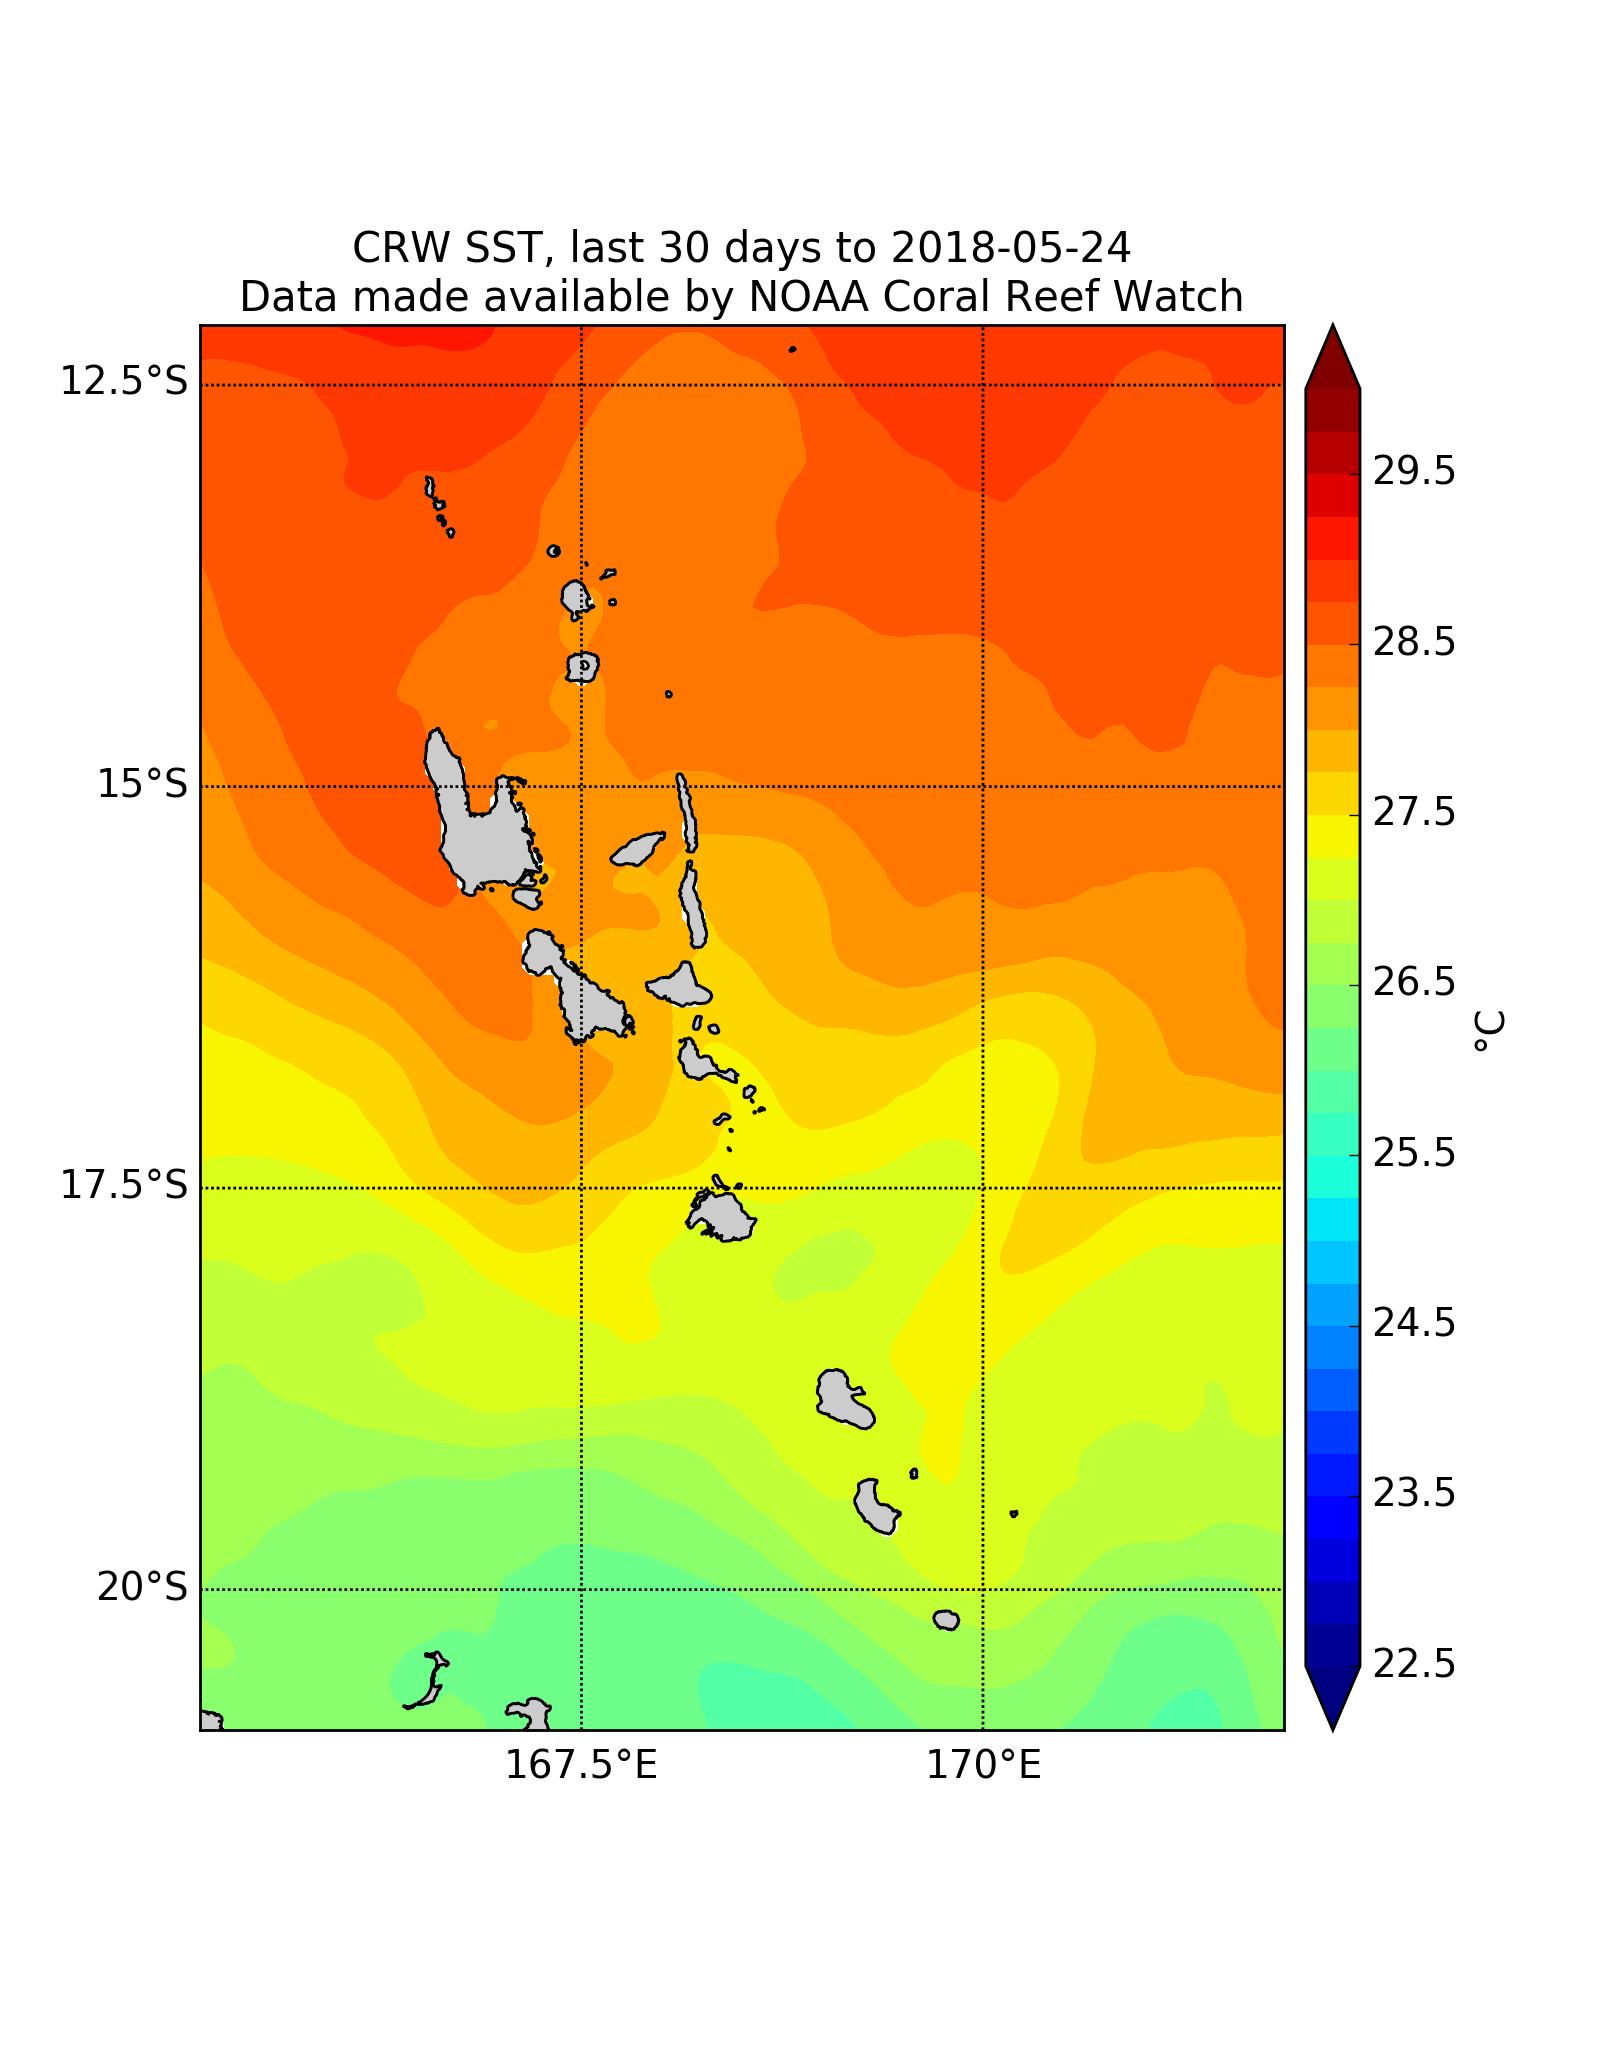 CRW SST, last 30 days to 2018-05-24
Data made available by NOAA Coral Reef Watch
12.5°S
15°S
17.5°S
20°S
167.5°E
170°E
29.5
28.5
27.5
26.5
25.5
24.5
23.5
22.5
°C